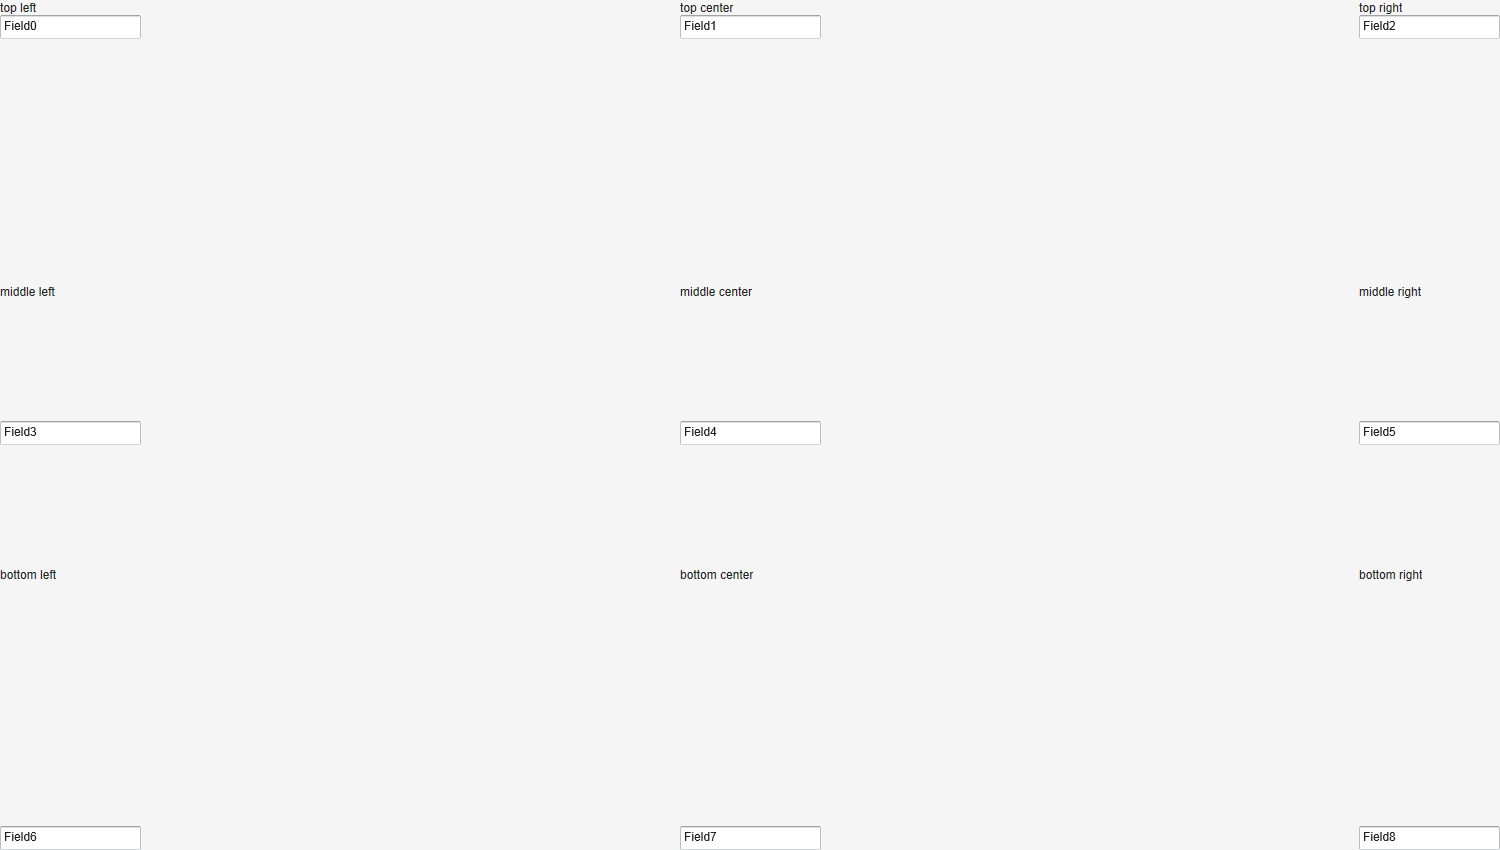 top left top center top right
Field0 Field1 Field2
middle left middle center middle right
Field3 Field4 Field5
bottom left bottom center bottom right
Field6 Field7 Field8